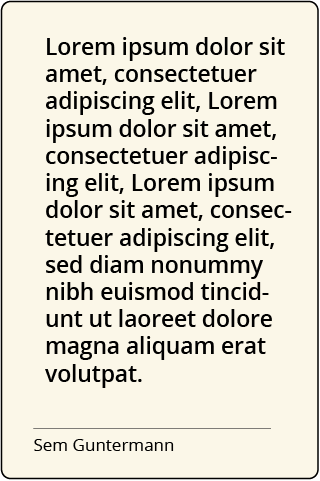 Lorem ipsum dolor sit
amet, consectetuer
adipiscing elit, Lorem
ipsum dolor sit amet,
consectetuer adipisc-
ing elit, Lorem ipsum
dolor sit amet, consec-
tetuer adipiscing elit,
sed diam nonummy
nibh euismod tincid-
unt ut laoreet dolore
magna aliquam erat
volutpat.
Sem Guntermann